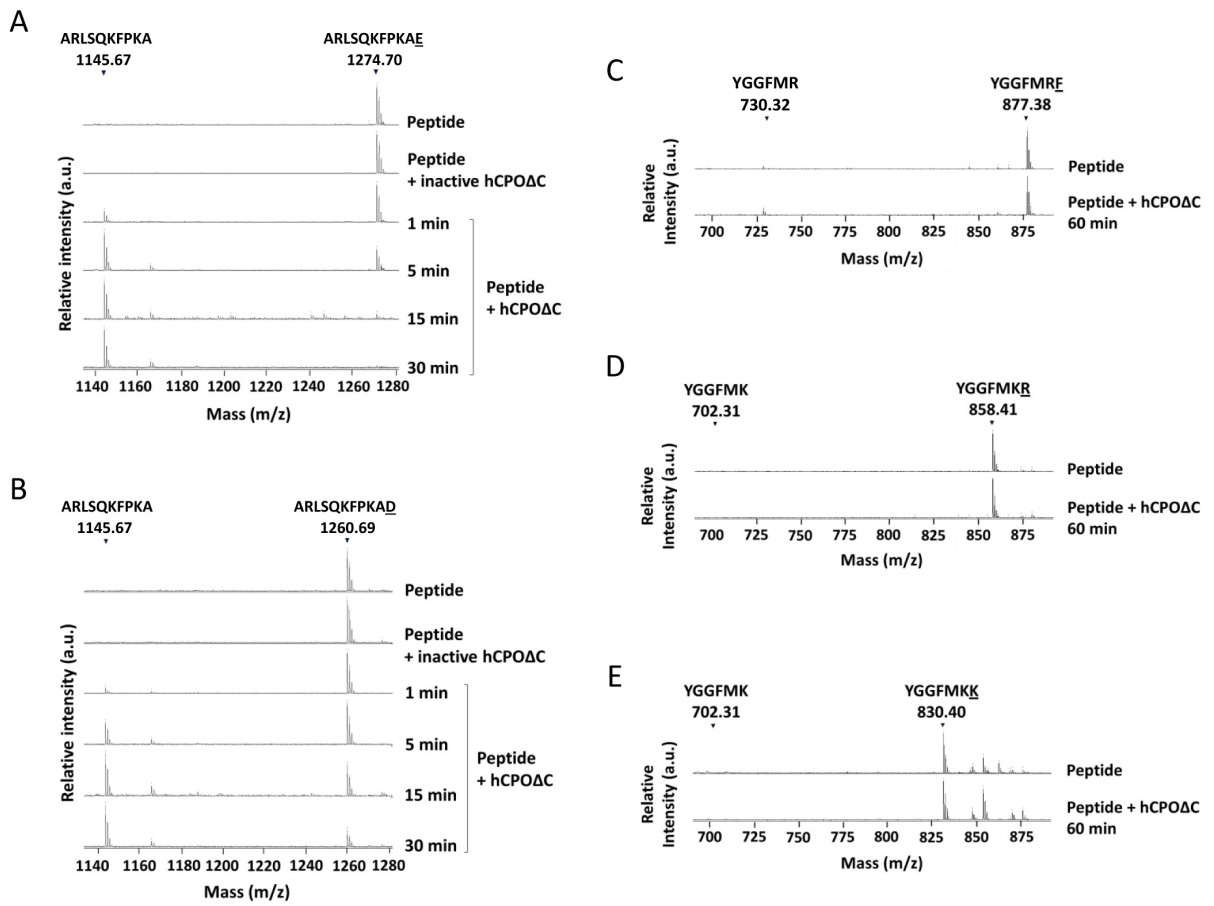 A
ARLSQKFPKA ARLSQKFPKAE
1145.67 1274.70
Peptide
Peptide
+ inactive hCPOΔC
1 min
5 min
15 min
30 min
Peptide
+ hCPOΔC
Relative intensity (a.u.)
1140 1160 1180 1200 1220 1240 1260 1280
Mass (m/z)
B
ARLSQKFPKA ARLSQKFPKAD
1145.67 1260.69
Peptide
Peptide
+ inactive hCPOΔC
1 min
5 min
15 min
30 min
Peptide
+ hCPOΔC
Relative intensity (a.u.)
1140 1160 1180 1200 1220 1240 1260 1280
Mass (m/z)
C
YGGFMR YGGFMRF
730.32 877.38
Peptide
Peptide + hCPOΔC
60 min
Relative
Intensity (a.u.)
700 725 750 775 800 825 850 875
Mass (m/z)
D
YGGFMK YGGFMKR
702.31 858.41
Peptide
Peptide + hCPOΔC
60 min
Relative
Intensity (a.u.)
700 725 750 775 800 825 850 875
Mass (m/z)
E
YGGFMK YGGFMKK
702.31 830.40
Peptide
Peptide + hCPOΔC
60 min
Relative
Intensity (a.u.)
700 725 750 775 800 825 850 875
Mass (m/z)